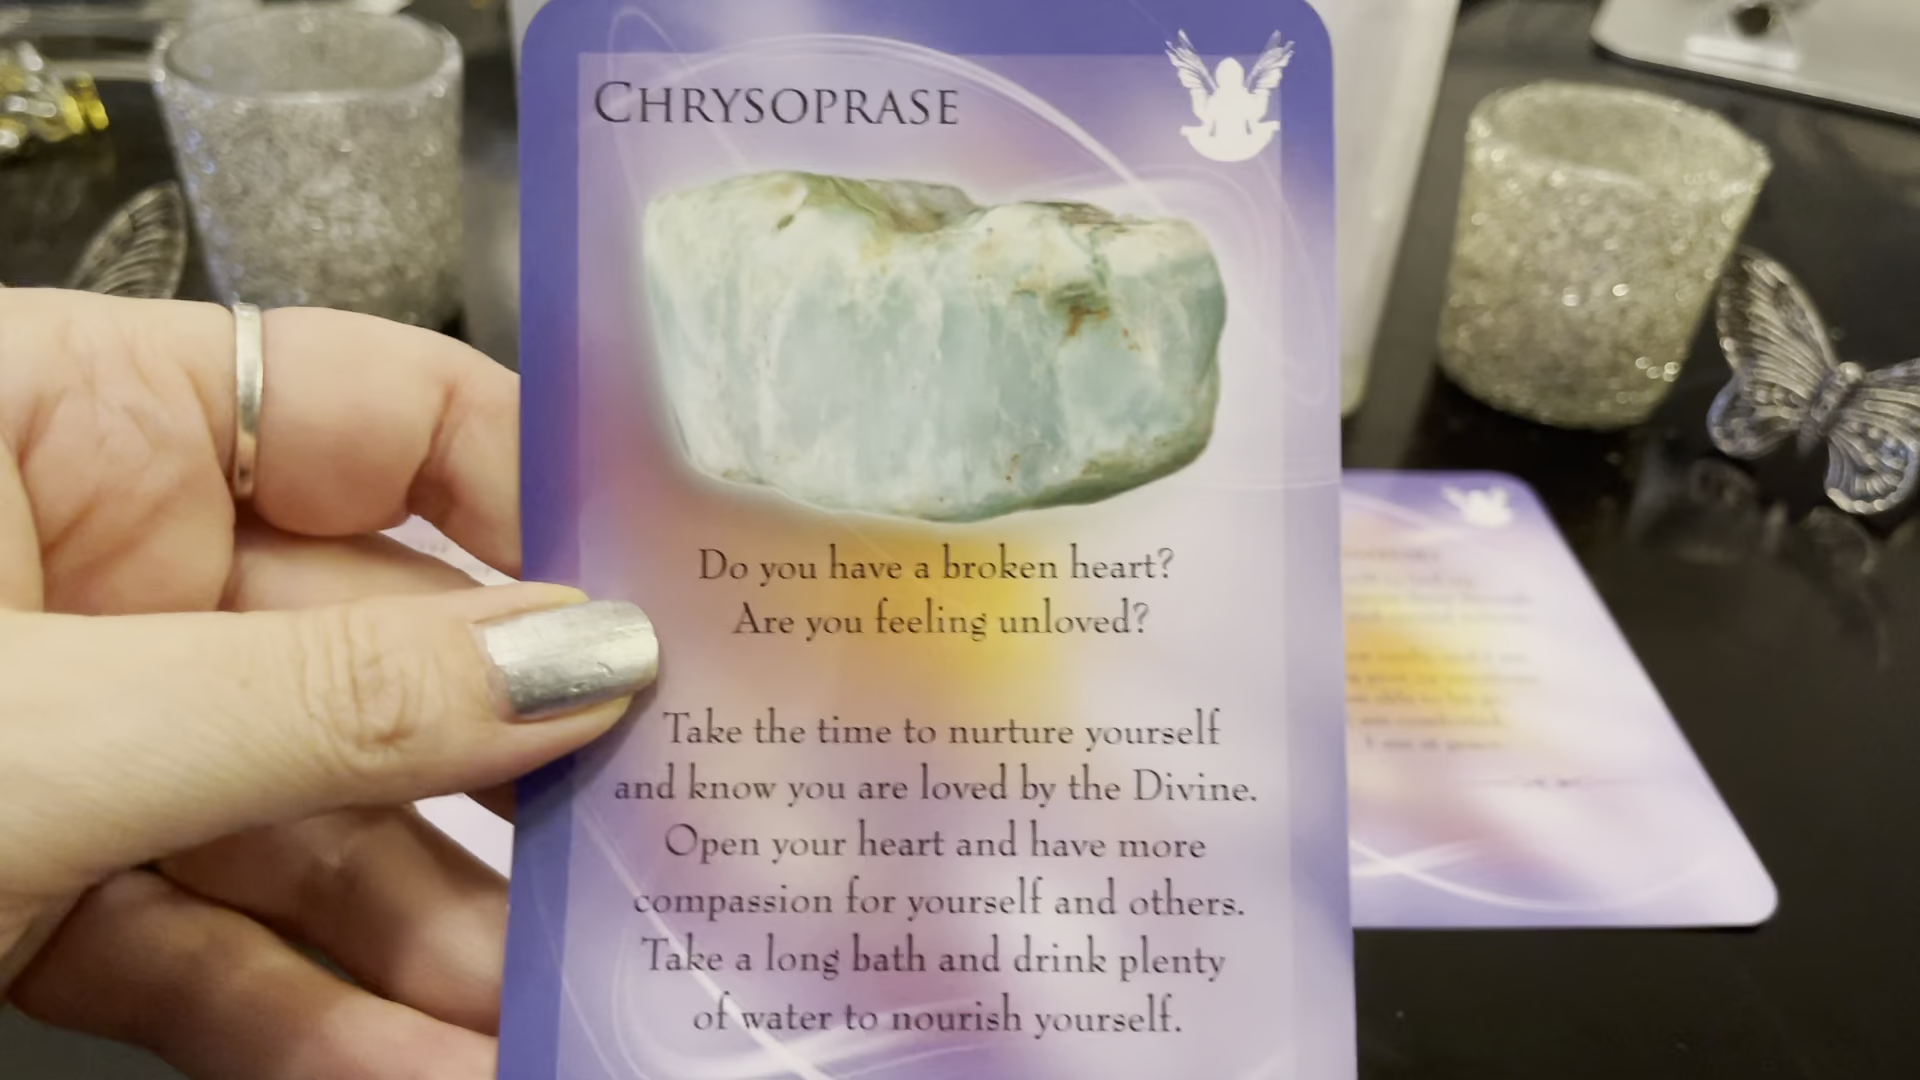 CHRYSOPRASE
Do you have a broken heart?
Are you feeling unloved?
Take the time to nurture yourself
and know you are loved by the Divine.
Open your heart and have more
compassion for yourself and others.
Take a long bath and drink plenty
of water to nourish yourself.